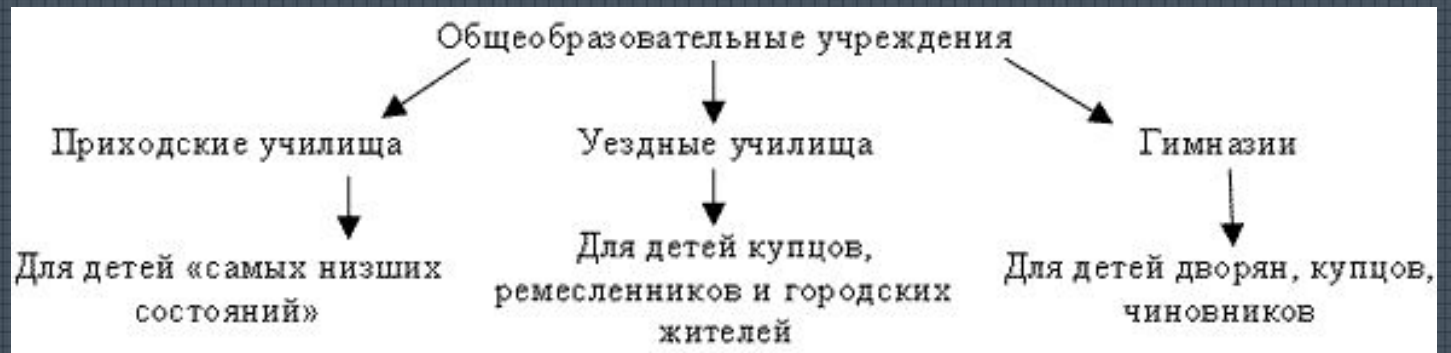 Общеобразовательные учреждения
Приходские училища
Уездные училища
Гимназии
Для детей «самых низших
состояний»
Для детей купцов,
ремесленников и городских
жителей
Для детей дворян, купцов,
чиновников